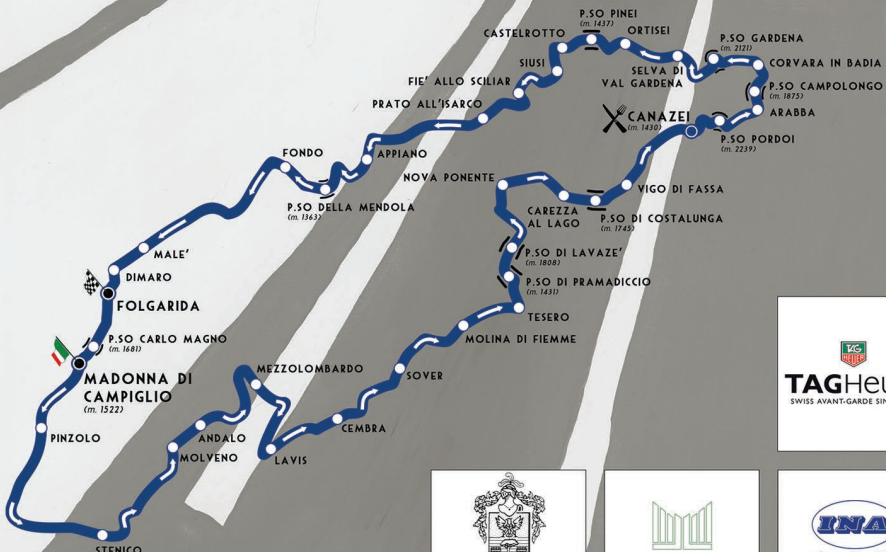 P.SO PINEI
(m. 1437)
CASTELROTTO
ORTISEI
P.SO GARDENA
(m. 2121)
SIUSI
SELVA DI
VAL GARDENA
CORVARA IN BADIA
FIE' ALLO SCILIAR
P.SO CAMPOLONGO
(m. 1875)
PRATO ALL'ISARCO
CANAZEI
(m. 1430)
ARABBA
P.SO PORDOI
(m. 2239)
FONDO
APPIANO
NOVA PONENTE
VIGO DI FASSA
P.SO DELLA MENDOLA
(m. 1363)
CAREZZA
AL LAGO
P.SO DI COSTALUNGA
(m. 1745)
MALE'
P.SO DI LAVAZE'
(m. 1808)
DIMARO
P.SO DI PRAMADICCIO
(m. 1431)
FOLGARIDA
TESERO
P.SO CARLO MAGNO
(m. 1681)
MOLINA DI FIEMME
MADONNA DI
CAMPIGLIO
(m. 1522)
MEZZOLOMBARDO
SOVER
TAG
HEUER
TAGHeu
SWISS AVANT-GARDE SIN
PINZOLO
ANDALO
CEMBRA
MOLVENO
LAVIS
STENICO
INA